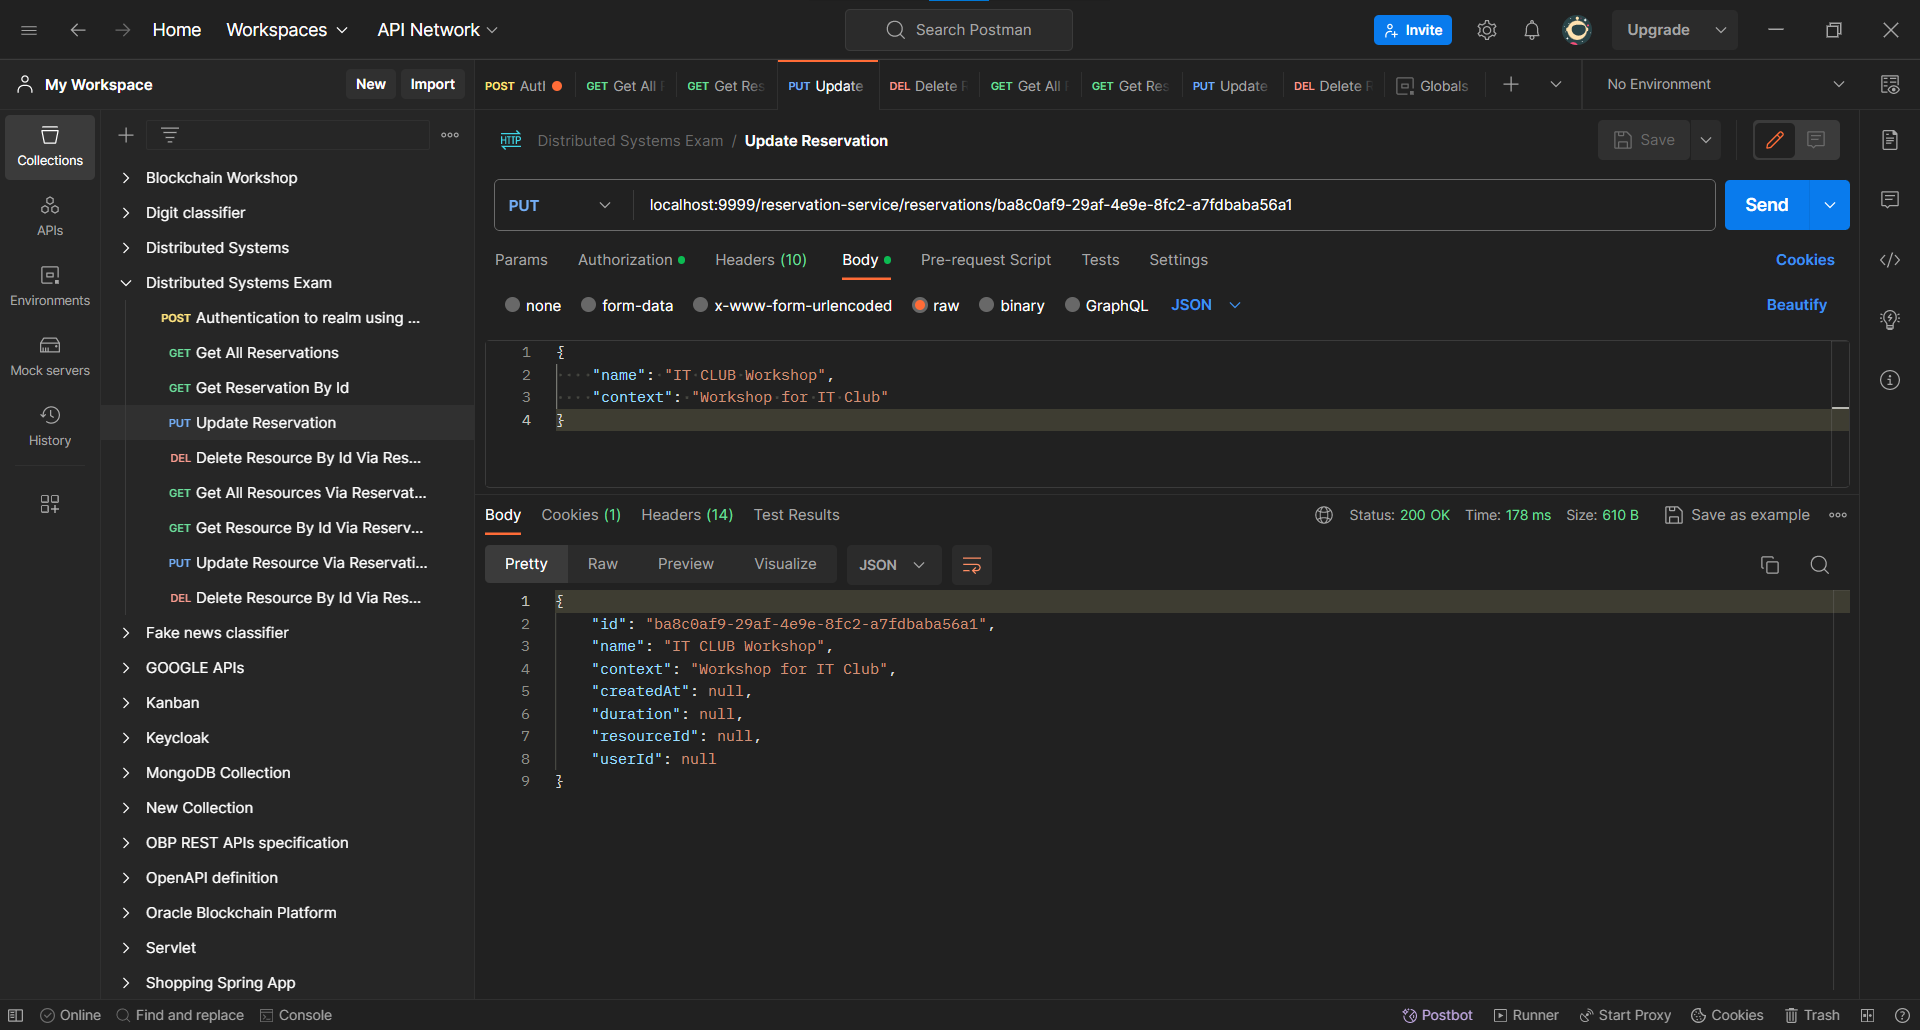 Home Workspaces API Network Search Postman Invite Upgrade
My Workspace New Import
POST Autl GET Get All GET Get Res PUT Update DEL Delete R GET Get All GET Get Res PUT Update DEL Delete R Globals No Environment
Collections
APIs
Environments
Mock servers
History
Blockchain Workshop
Digit classifier
Distributed Systems
Distributed Systems Exam
POST Authentication to realm using ...
GET Get All Reservations
GET Get Reservation By Id
PUT Update Reservation
DEL Delete Resource By Id Via Res...
GET Get All Resources Via Reservat...
GET Get Resource By Id Via Reserv...
PUT Update Resource Via Reservati...
DEL Delete Resource By Id Via Res...
Fake news classifier
GOOGLE APIs
Kanban
Keycloak
MongoDB Collection
New Collection
OBP REST APIs specification
OpenAPI definition
Oracle Blockchain Platform
Servlet
Shopping Spring App
HTTP Distributed Systems Exam / Update Reservation Save
PUT localhost:9999/reservation-service/reservations/ba8c0af9-29af-4e9e-8fc2-a7fdbaba56a1 Send
Params Authorization Headers (10) Body Pre-request Script Tests Settings Cookies
none form-data x-www-form-urlencoded raw binary GraphQL JSON Beautify
1 {
2 "name": "IT CLUB Workshop",
3 "context": "Workshop for IT Club"
4 }
Body Cookies (1) Headers (14) Test Results Status: 200 OK Time: 178 ms Size: 610 B Save as example
Pretty Raw Preview Visualize JSON
1 {
2 "id": "ba8c0af9-29af-4e9e-8fc2-a7fdbaba56a1",
3 "name": "IT CLUB Workshop",
4 "context": "Workshop for IT Club",
5 "createdAt": null,
6 "duration": null,
7 "resourceId": null,
8 "userId": null
9 }
Online Find and replace Console Postbot Runner Start Proxy Cookies Trash